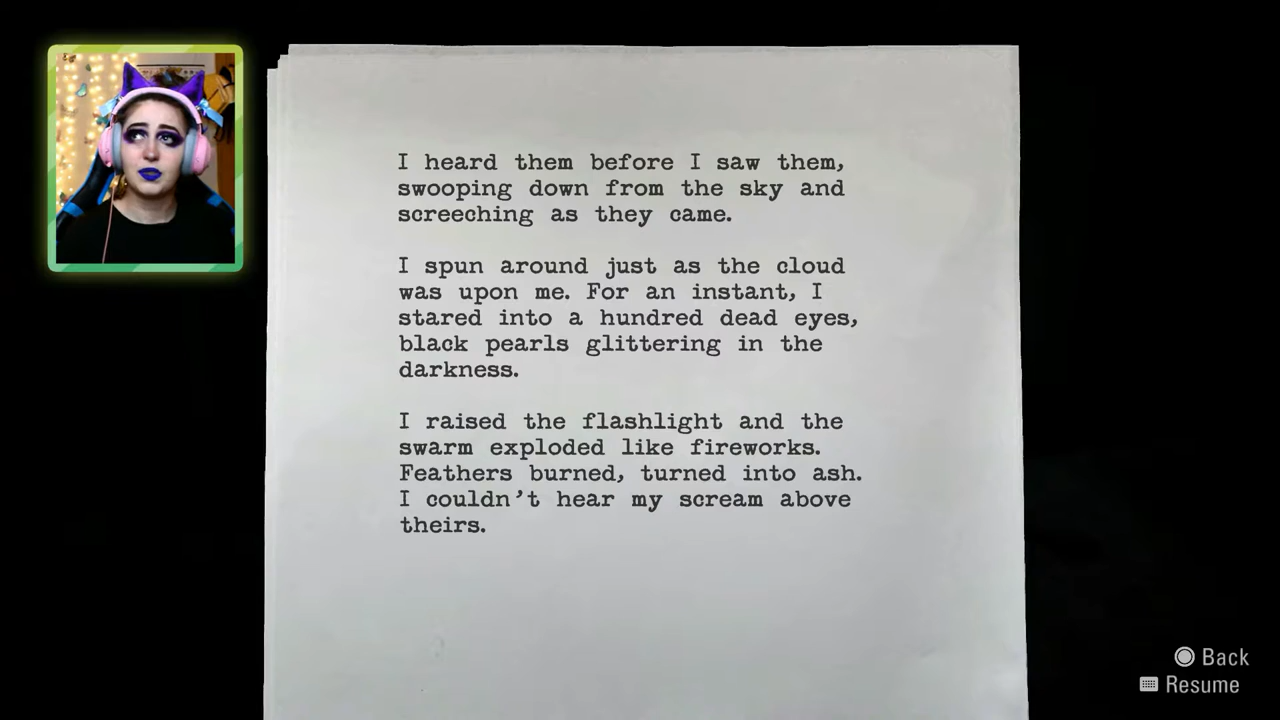 I heard them before I saw them,
swooping down from the sky and
screeching as they came.
I spun around just as the cloud
was upon me. For an instant, I
stared into a hundred dead eyes,
black pearls glittering in the
darkness.
I raised the flashlight and the
swarm exploded like fireworks.
Feathers burned, turned into ash.
I couldn't hear my scream above
theirs.
Back
Resume